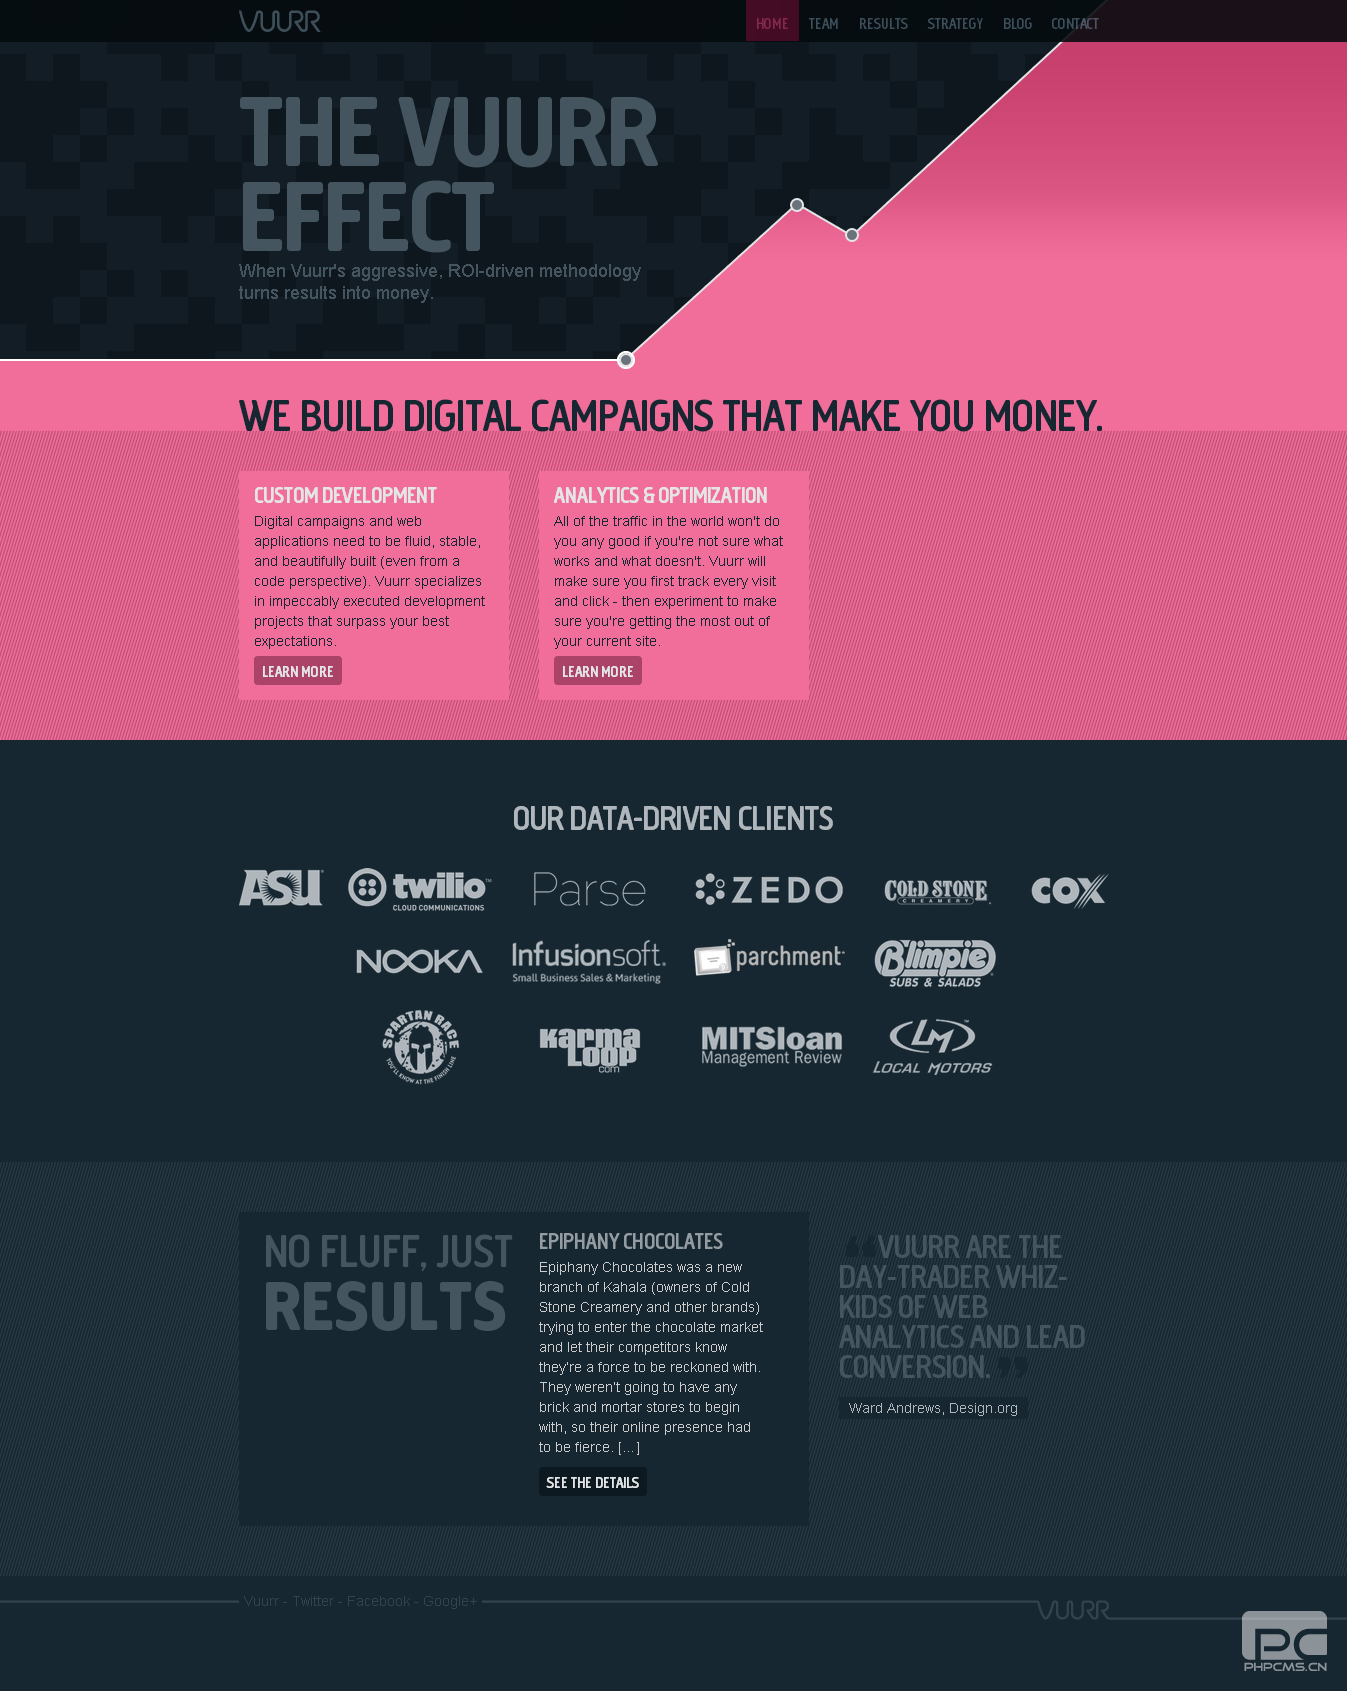 VUURR
HOME TEAM RESULTS STRATEGY BLOG CONTACT
THE VUURR
EFFECT
When Vuurr's aggressive, ROI-driven methodology
turns results into money.
WE BUILD DIGITAL CAMPAIGNS THAT MAKE YOU MONEY.
CUSTOM DEVELOPMENT
Digital campaigns and web
applications need to be fluid, stable,
and beautifully built (even from a
code perspective). Vuurr specializes
in impeccably executed development
projects that surpass your best
expectations.
LEARN MORE
ANALYTICS & OPTIMIZATION
All of the traffic in the world won't do
you any good if you're not sure what
works and what doesn't. Vuurr will
make sure you first track every visit
and click - then experiment to make
sure you're getting the most out of
your current site.
LEARN MORE
OUR DATA-DRIVEN CLIENTS
ASU
twilio™
CLOUD COMMUNICATIONS
Parse
ZEDO
COLD STONE
CREAMERY
COX
NOOKA
Infusionsoft.
Small Business Sales & Marketing
parchment™
Blimpie
SUBS & SALADS
SPARTAN RACE
YOU'LL KNOW AT THE FINISH LINE
KARMA
LOOP
.com
MITSloan
Management Review
LM™
LOCAL MOTORS
NO FLUFF, JUST
RESULTS
EPIPHANY CHOCOLATES
Epiphany Chocolates was a new
branch of Kahala (owners of Cold
Stone Creamery and other brands)
trying to enter the chocolate market
and let their competitors know
they're a force to be reckoned with.
They weren't going to have any
brick and mortar stores to begin
with, so their online presence had
to be fierce. [...]
SEE THE DETAILS
“VUURR ARE THE
DAY-TRADER WHIZ-
KIDS OF WEB
ANALYTICS AND LEAD
CONVERSION.”
Ward Andrews, Design.org
Vuurr - Twitter - Facebook - Google+
VUURR
PC
PHPCMS.CN